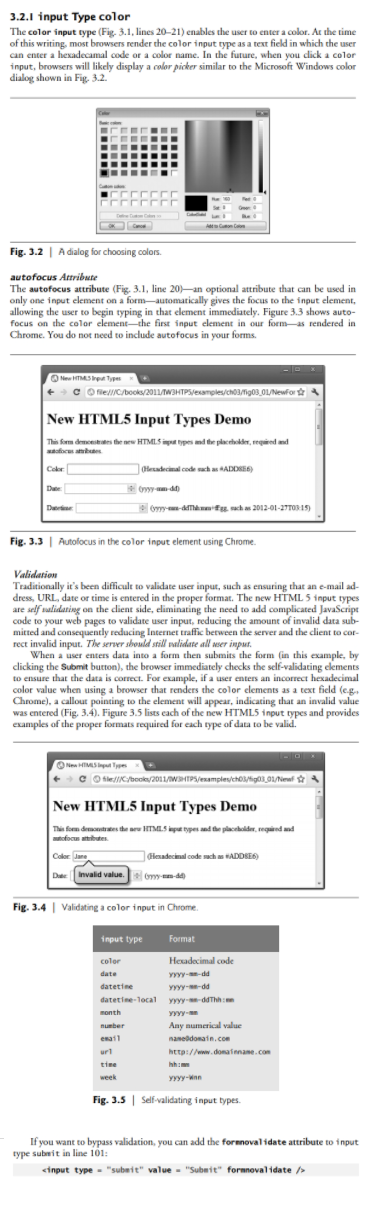 3.2.1 input Type color
The color input type (Fig. 3.1, lines 20–21) enables the user to enter a color. At the time
of this writing, most browsers render the color input type as a text field in which the user
can enter a hexadecamal code or a color name. In the future, when you click a color
input, browsers will likely display a color picker similar to the Microsoft Windows color
dialog shown in Fig. 3.2.
Color
Basic colors:
Custom colors:
Define Custom Colors >>
OK
Cancel
Color|Solid
Hue: 160
Red: 0
Sat: 0
Green: 0
Lum: 0
Blue: 0
Add to Custom Colors
Fig. 3.2 | A dialog for choosing colors.
autofocus Attribute
The autofocus attribute (Fig. 3.1, line 20)—an optional attribute that can be used in
only one input element on a form—automatically gives the focus to the input element,
allowing the user to begin typing in that element immediately. Figure 3.3 shows auto-
focus on the color element—the first input element in our form—as rendered in
Chrome. You do not need to include autofocus in your forms.
New HTML5 Input Types
file:///C:/books/2011/IW3HTP5/examples/ch03/fig03_01/NewFor
New HTML5 Input Types Demo
This form demonstrates the new HTML5 input types and the placeholder, required and
autofocus attributes.
Color: (Hexadecimal code such as #ADD8E6)
Date: (yyyy-mm-dd)
Datetime: (yyyy-mm-ddThh:mm+ff:gg, such as 2012-01-27T03:15)
Fig. 3.3 | Autofocus in the color input element using Chrome.
Validation
Traditionally it's been difficult to validate user input, such as ensuring that an e-mail ad-
dress, URL, date or time is entered in the proper format. The new HTML 5 input types
are self validating on the client side, eliminating the need to add complicated JavaScript
code to your web pages to validate user input, reducing the amount of invalid data sub-
mitted and consequently reducing Internet traffic between the server and the client to cor-
rect invalid input. The server should still validate all user input.
When a user enters data into a form then submits the form (in this example, by
clicking the Submit button), the browser immediately checks the self-validating elements
to ensure that the data is correct. For example, if a user enters an incorrect hexadecimal
color value when using a browser that renders the color elements as a text field (e.g.,
Chrome), a callout pointing to the element will appear, indicating that an invalid value
was entered (Fig. 3.4). Figure 3.5 lists each of the new HTML5 input types and provides
examples of the proper formats required for each type of data to be valid.
New HTML5 Input Types
file:///C:/books/2011/IW3HTP5/examples/ch03/fig03_01/NewF
New HTML5 Input Types Demo
This form demonstrates the new HTML5 input types and the placeholder, required and
autofocus attributes.
Color: Jane (Hexadecimal code such as #ADD8E6)
Date: (yyyy-mm-dd)
Invalid value.
Fig. 3.4 | Validating a color input in Chrome.
input type Format
color Hexadecimal code
date yyyy-mm-dd
datetime yyyy-mm-dd
datetime-local yyyy-mm-ddThh:mm
month yyyy-mm
number Any numerical value
email name@domain.com
url http://www.domainname.com
time hh:mm
week yyyy-Wnn
Fig. 3.5 | Self-validating input types.
If you want to bypass validation, you can add the formnovalidate attribute to input
type submit in line 101:
<input type = "submit" value = "Submit" formnovalidate />